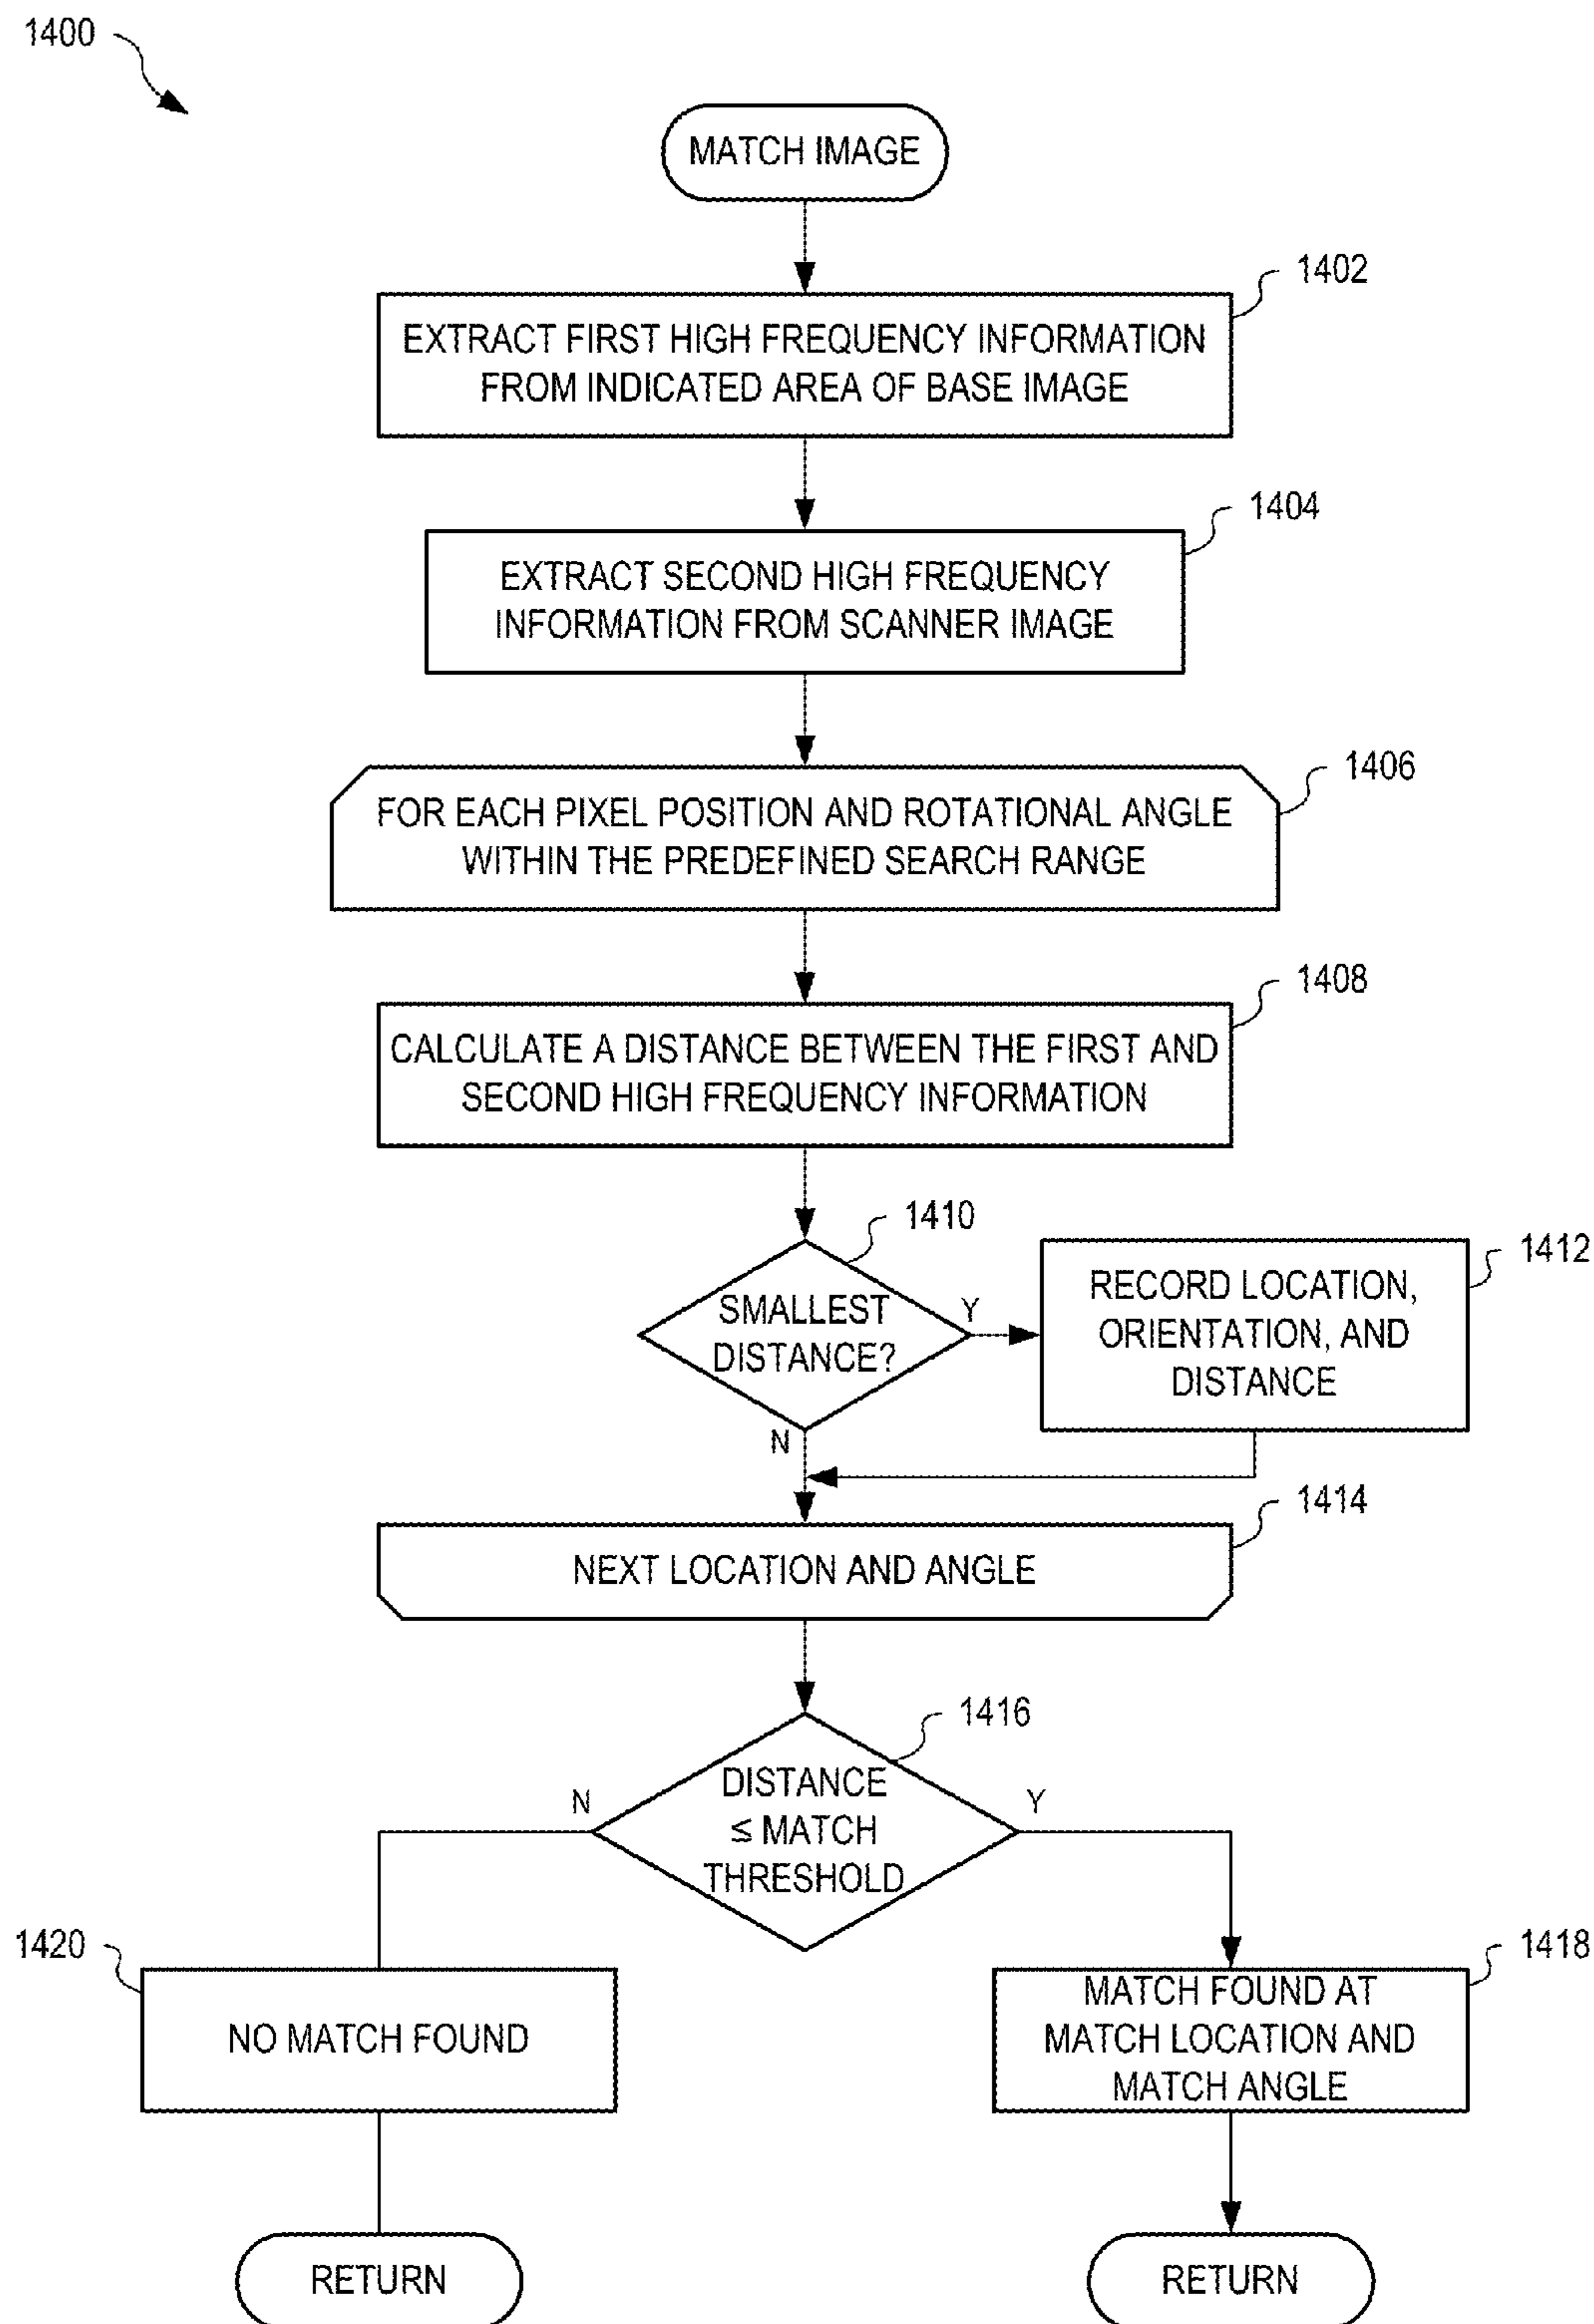 1400
MATCH IMAGE
1402
EXTRACT FIRST HIGH FREQUENCY INFORMATION
FROM INDICATED AREA OF BASE IMAGE
1404
EXTRACT SECOND HIGH FREQUENCY
INFORMATION FROM SCANNER IMAGE
1406
FOR EACH PIXEL POSITION AND ROTATIONAL ANGLE
WITHIN THE PREDEFINED SEARCH RANGE
1408
CALCULATE A DISTANCE BETWEEN THE FIRST AND
SECOND HIGH FREQUENCY INFORMATION
1410
SMALLEST
DISTANCE?
Y
N
1412
RECORD LOCATION,
ORIENTATION, AND
DISTANCE
1414
NEXT LOCATION AND ANGLE
1416
DISTANCE
≤ MATCH
THRESHOLD
N
Y
1420
NO MATCH FOUND
1418
MATCH FOUND AT
MATCH LOCATION AND
MATCH ANGLE
RETURN
RETURN